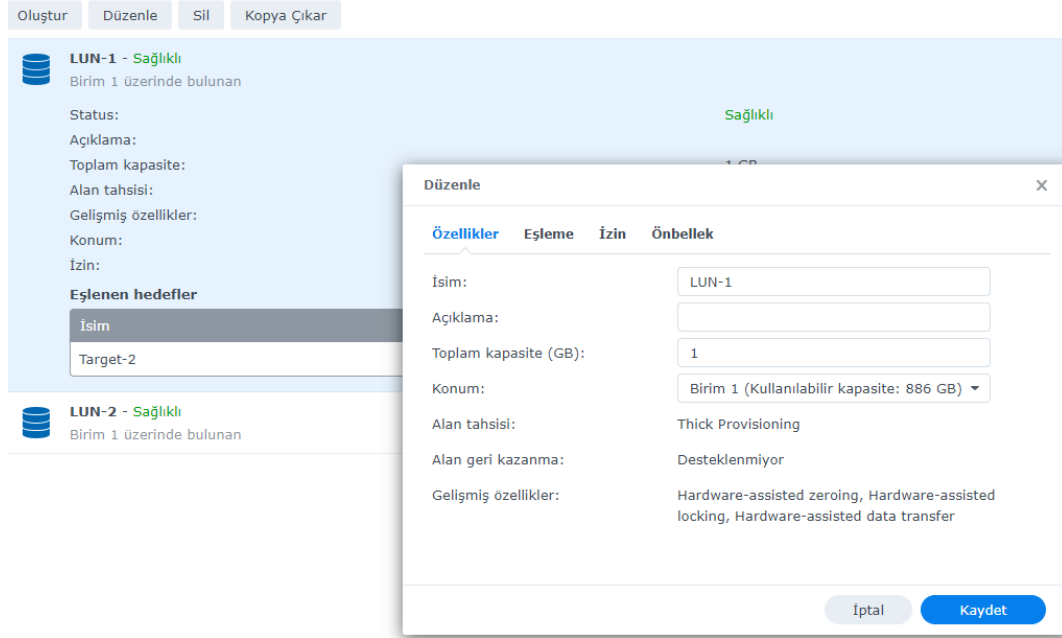 Oluştur Düzenle Sil Kopya Çıkar
LUN-1 - Sağlıklı
Birim 1 üzerinde bulunan
Status: Sağlıklı
Açıklama:
Toplam kapasite: 1 GB
Alan tahsisi:
Gelişmiş özellikler:
Konum:
İzin:
Eşlenen hedefler
İsim
Target-2
LUN-2 - Sağlıklı
Birim 1 üzerinde bulunan
Düzenle
Özellikler Eşleme İzin Önbellek
İsim: LUN-1
Açıklama:
Toplam kapasite (GB): 1
Konum: Birim 1 (Kullanılabilir kapasite: 886 GB)
Alan tahsisi: Thick Provisioning
Alan geri kazanma: Desteklenmiyor
Gelişmiş özellikler: Hardware-assisted zeroing, Hardware-assisted
locking, Hardware-assisted data transfer
İptal Kaydet